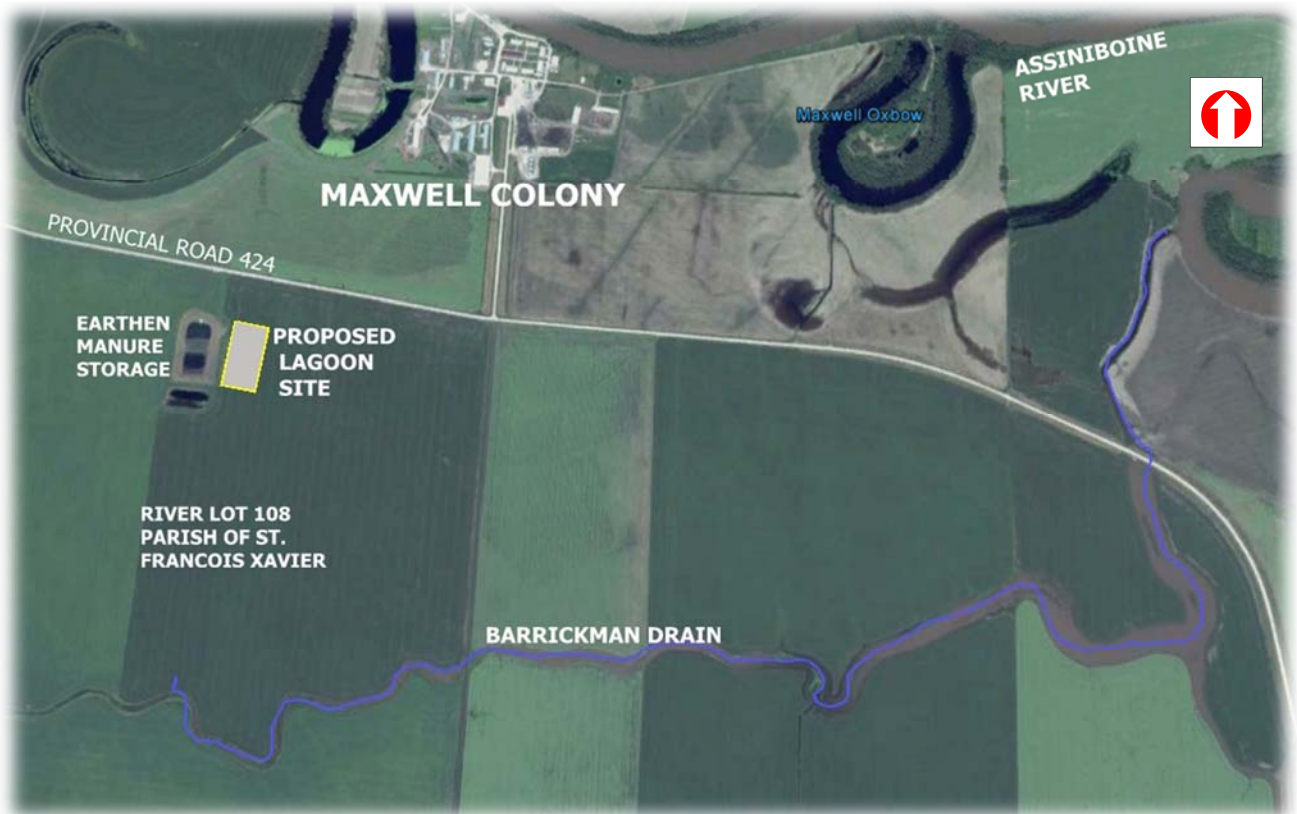 ASSINIBOINE
RIVER
Maxwell Oxbow
MAXWELL COLONY
PROVINCIAL ROAD 424
EARTHEN
MANURE
STORAGE
PROPOSED
LAGOON
SITE
RIVER LOT 108
PARISH OF ST.
FRANCOIS XAVIER
BARRICKMAN DRAIN